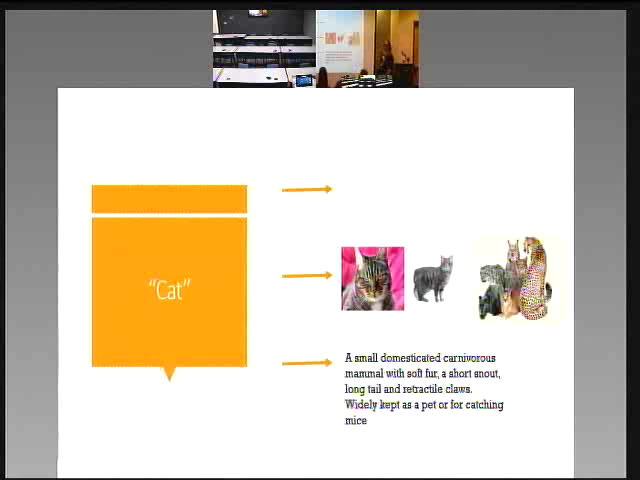 “Cat”
A small domesticated carnivorous
mammal with soft fur, a short snout,
long tail and retractile claws.
Widely kept as a pet or for catching
mice